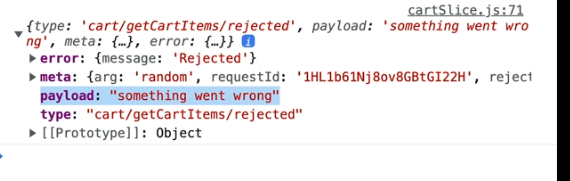 cartSlice.js:71
{type: 'cart/getCartItems/rejected', payload: 'something went wro
ng', meta: {…}, error: {…}} i
error: {message: 'Rejected'}
meta: {arg: 'random', requestId: '1HL1b61Nj8ov8GBtGI22H', reject
payload: "something went wrong"
type: "cart/getCartItems/rejected"
[[Prototype]]: Object